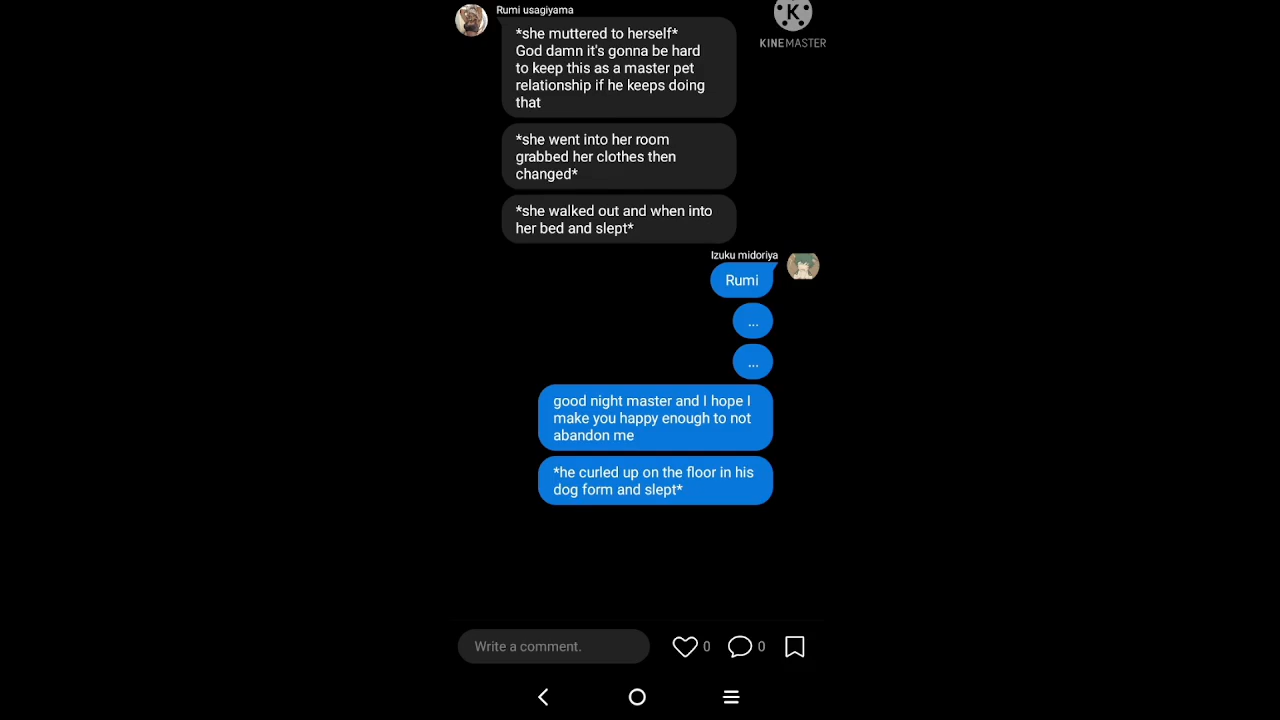 Rumi usagiyama
K
KINEMASTER
*she muttered to herself*
God damn it's gonna be hard
to keep this as a master pet
relationship if he keeps doing
that
*she went into her room
grabbed her clothes then
changed*
*she walked out and when into
her bed and slept*
Izuku midoriya
Rumi
...
...
good night master and I hope I
make you happy enough to not
abandon me
*he curled up on the floor in his
dog form and slept*
Write a comment.
0
0